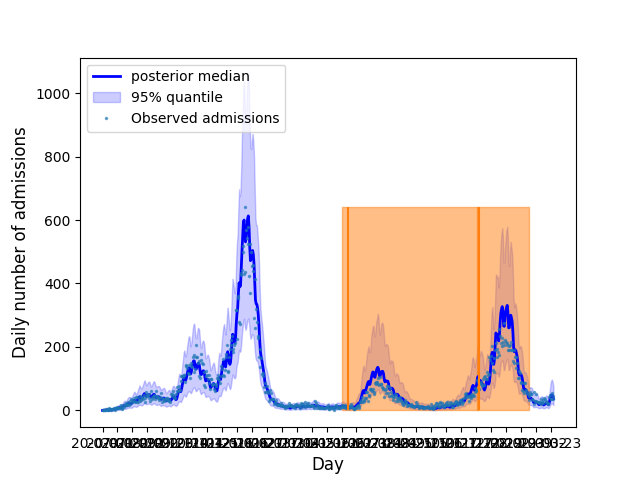 posterior median
95% quantile
Observed admissions
1000
800
600
400
200
0
Daily number of admissions
Day